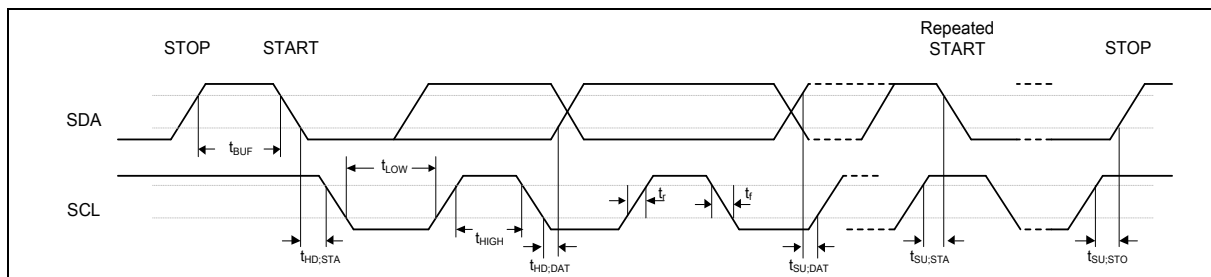 Repeated
STOP START START STOP
SDA
t_BUF
t_LOW
SCL
t_r t_f
t_HIGH
t_HD;STA t_HD;DAT t_SU;DAT t_SU;STA t_SU;STO